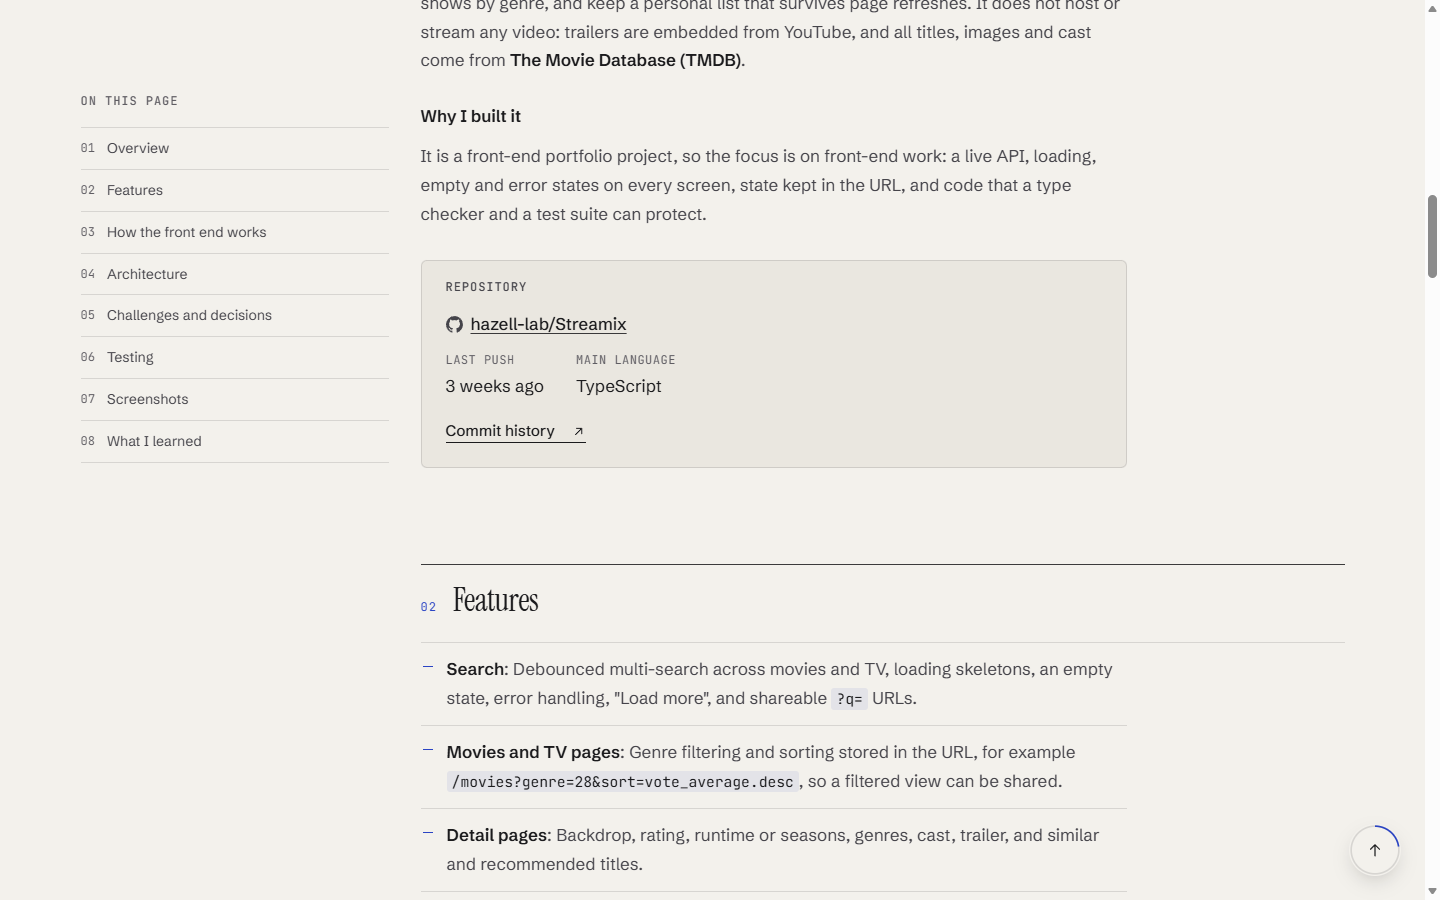 shows by genre, and keep a personal list that survives page refreshes. It does not host or
stream any video: trailers are embedded from YouTube, and all titles, images and cast
come from The Movie Database (TMDB).
ON THIS PAGE
01 Overview
02 Features
03 How the front end works
04 Architecture
05 Challenges and decisions
06 Testing
07 Screenshots
08 What I learned
Why I built it
It is a front-end portfolio project, so the focus is on front-end work: a live API, loading,
empty and error states on every screen, state kept in the URL, and code that a type
checker and a test suite can protect.
REPOSITORY
hazell-lab/Streamix
LAST PUSH MAIN LANGUAGE
3 weeks ago TypeScript
Commit history ↗
02 Features
— Search: Debounced multi-search across movies and TV, loading skeletons, an empty
state, error handling, "Load more", and shareable ?q= URLs.
— Movies and TV pages: Genre filtering and sorting stored in the URL, for example
/movies?genre=28&sort=vote_average.desc, so a filtered view can be shared.
— Detail pages: Backdrop, rating, runtime or seasons, genres, cast, trailer, and similar
and recommended titles.